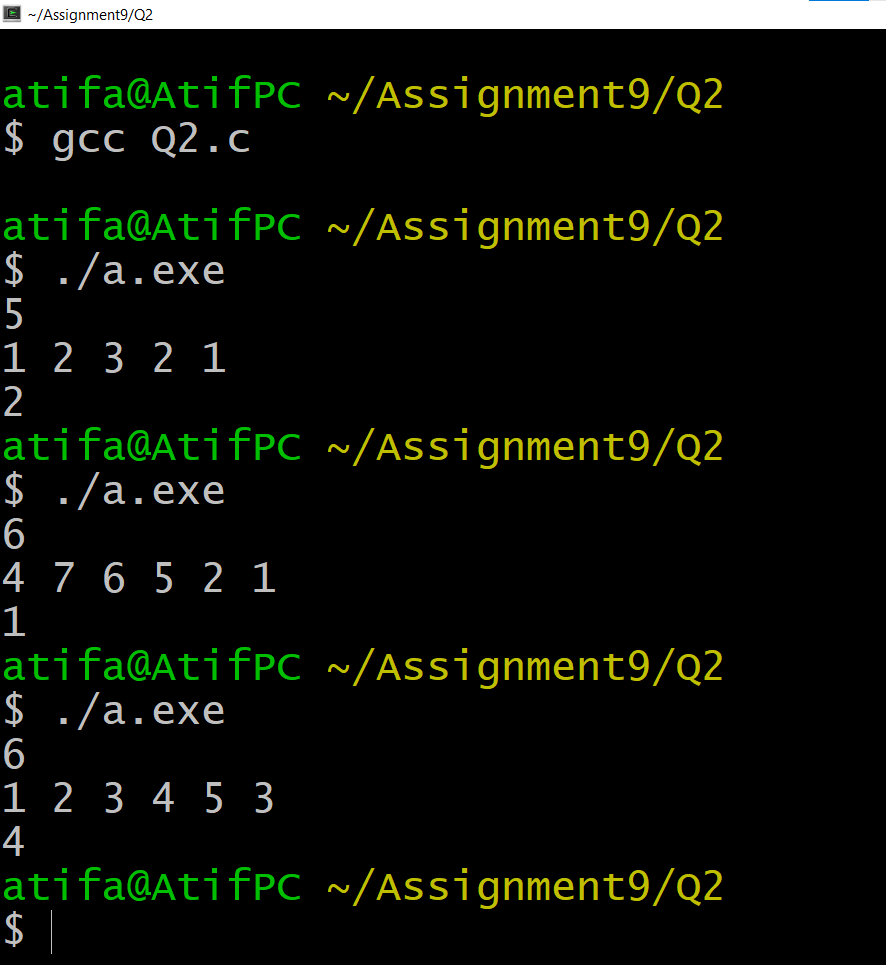 ~/Assignment9/Q2
atifa@AtifPC ~/Assignment9/Q2
$ gcc Q2.c
atifa@AtifPC ~/Assignment9/Q2
$ ./a.exe
5
1 2 3 2 1
2
atifa@AtifPC ~/Assignment9/Q2
$ ./a.exe
6
4 7 6 5 2 1
1
atifa@AtifPC ~/Assignment9/Q2
$ ./a.exe
6
1 2 3 4 5 3
4
atifa@AtifPC ~/Assignment9/Q2
$